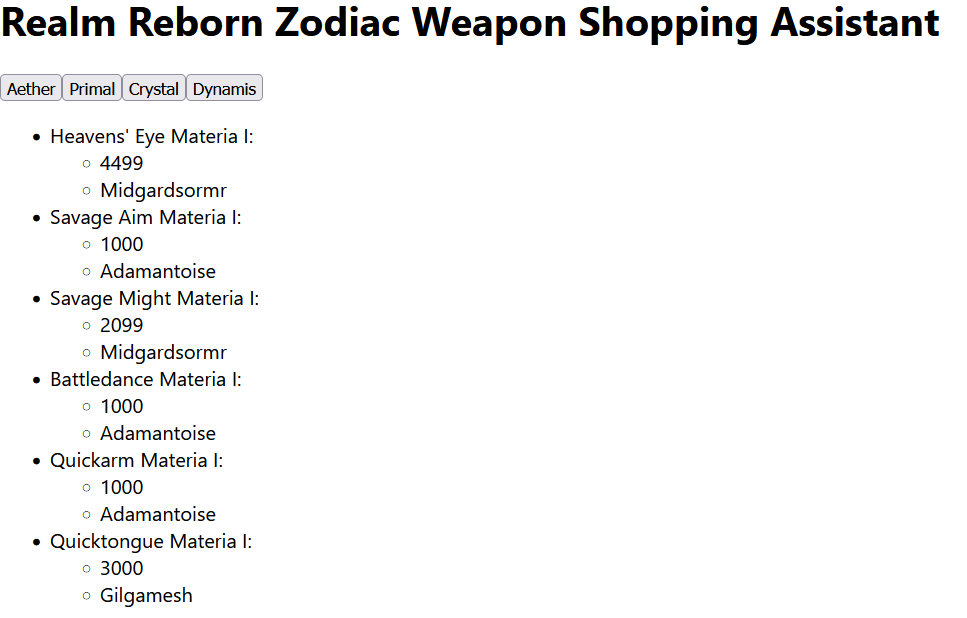 Realm Reborn Zodiac Weapon Shopping Assistant
Aether Primal Crystal Dynamis
Heavens' Eye Materia I:
4499
Midgardsormr
Savage Aim Materia I:
1000
Adamantoise
Savage Might Materia I:
2099
Midgardsormr
Battledance Materia I:
1000
Adamantoise
Quickarm Materia I:
1000
Adamantoise
Quicktongue Materia I:
3000
Gilgamesh